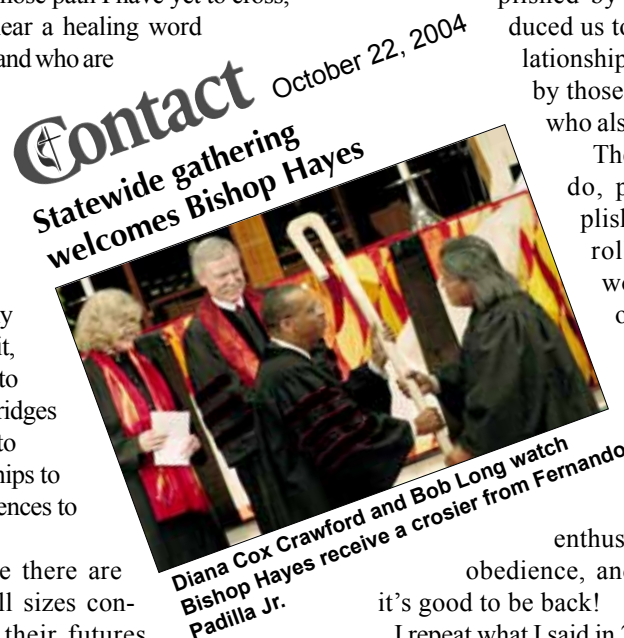 hose path I have yet to cross,
ear a healing word
and who are
Contact October 22, 2004
Statewide gathering
welcomes Bishop Hayes
Diana Cox Crawford and Bob Long watch
Bishop Hayes receive a crosier from Fernando
Padilla Jr.
y
it,
to
ridges
to
hips to
ences to
e there are
ll sizes con-
their futures
plished by
duced us to
lationship
by those
who als
The
do, p
plish
rol
wo
o
enthus
obedience, an
it's good to be back!
I repeat what I said in